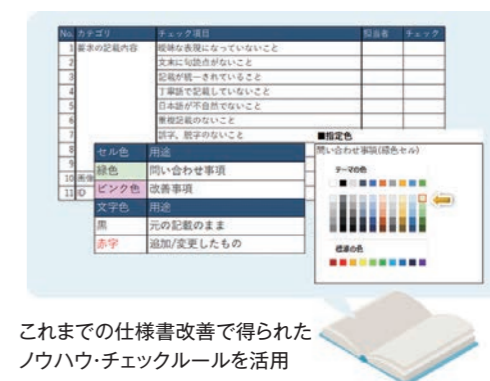 No. カテゴリ チェック項目 担当者 チェック
1 要求の記載内容 曖昧な表現になっていないこと
2 文末に句読点がないこと
3 記載が統一されていること
4 丁寧語で記載していないこと
5 日本語が不自然でないこと
6 重複記載のないこと
7 誤字、脱字のないこと
8
9
10 画像
11 ID
セル色 用途
緑色 問い合わせ事項
ピンク色 改善事項
文字色 用途
黒 元の記載のまま
赤字 追加/変更したもの
■指定色
問い合わせ事項(緑色セル)
テーマの色
標準の色
これまでの仕様書改善で得られた
ノウハウ・チェックルールを活用